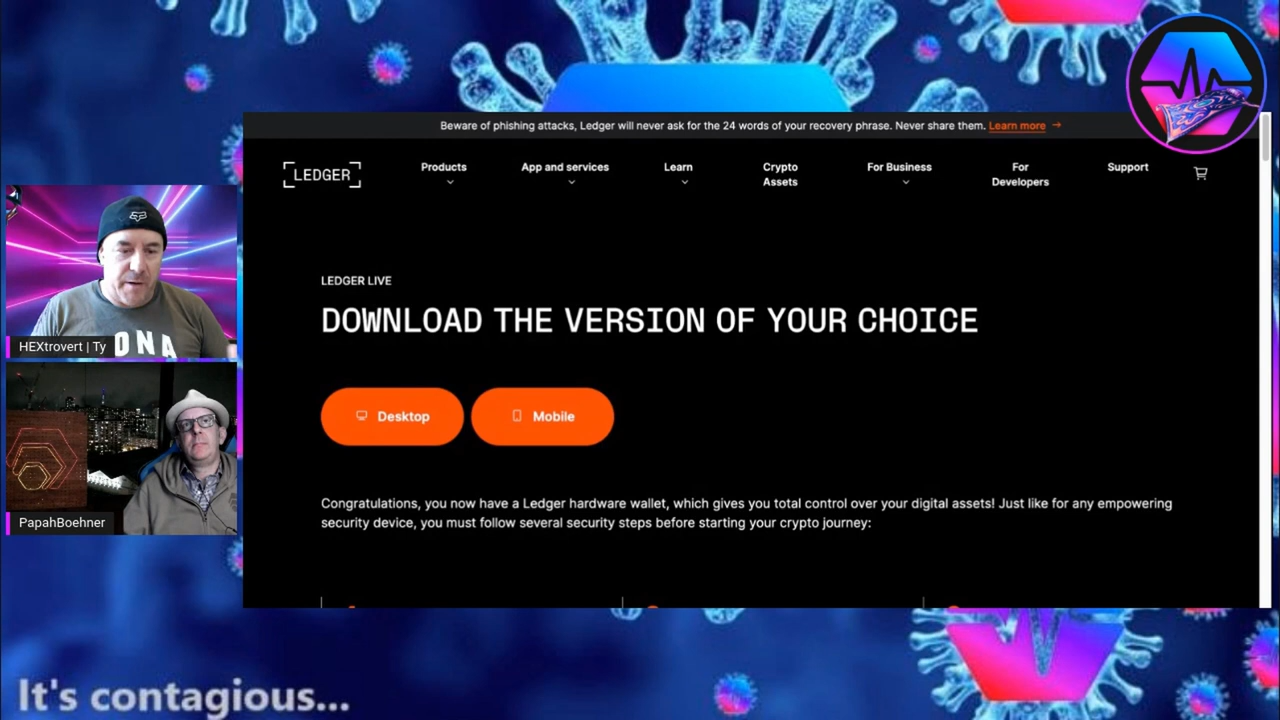 Beware of phishing attacks, Ledger will never ask for the 24 words of your recovery phrase. Never share them. Learn more →
LEDGER
Products
App and services
Learn
Crypto
Assets
For Business
For
Developers
Support
LEDGER LIVE
DOWNLOAD THE VERSION OF YOUR CHOICE
Desktop
Mobile
Congratulations, you now have a Ledger hardware wallet, which gives you total control over your digital assets! Just like for any empowering
security device, you must follow several security steps before starting your crypto journey:
DNA
HEXtrovert | Ty
PapahBoehner
It's contagious...